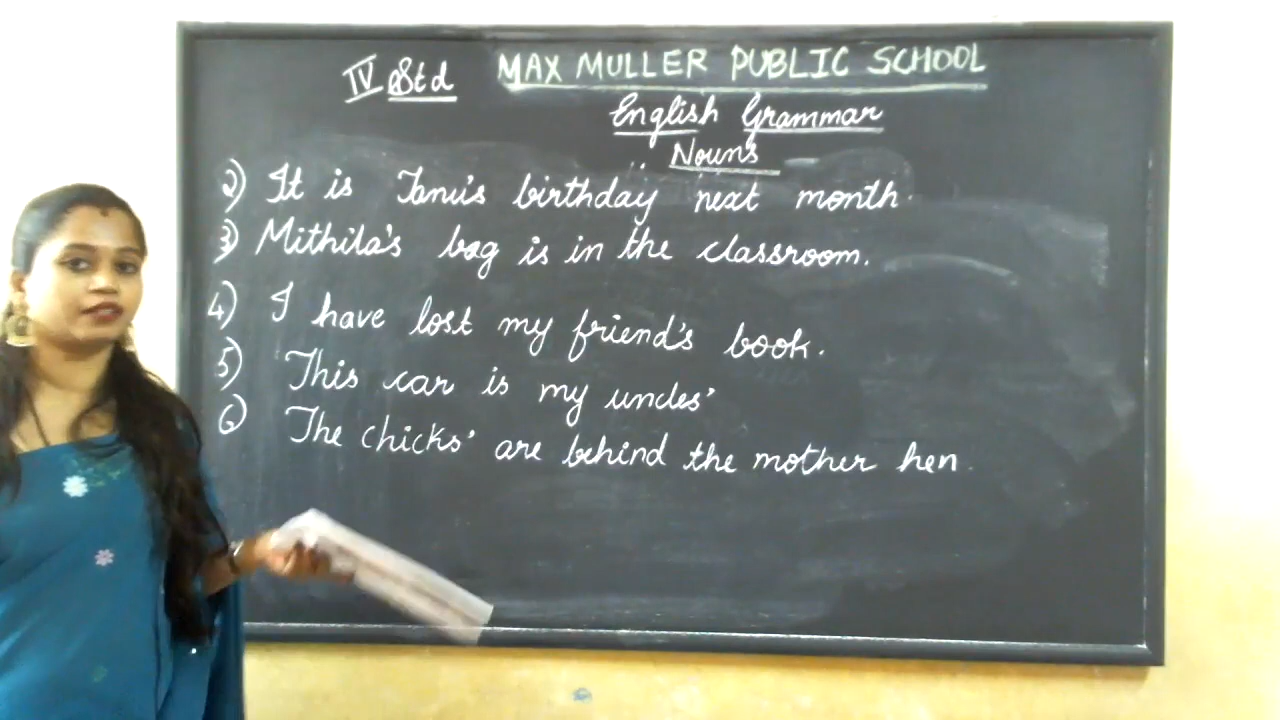 IV Std MAX MULLER PUBLIC SCHOOL
English Grammar
Nouns
2) It is Tanu's birthday next month.
3) Mithila's bag is in the classroom.
4) I have lost my friend's book.
5) This car is my uncles'
6) The chicks' are behind the mother hen.